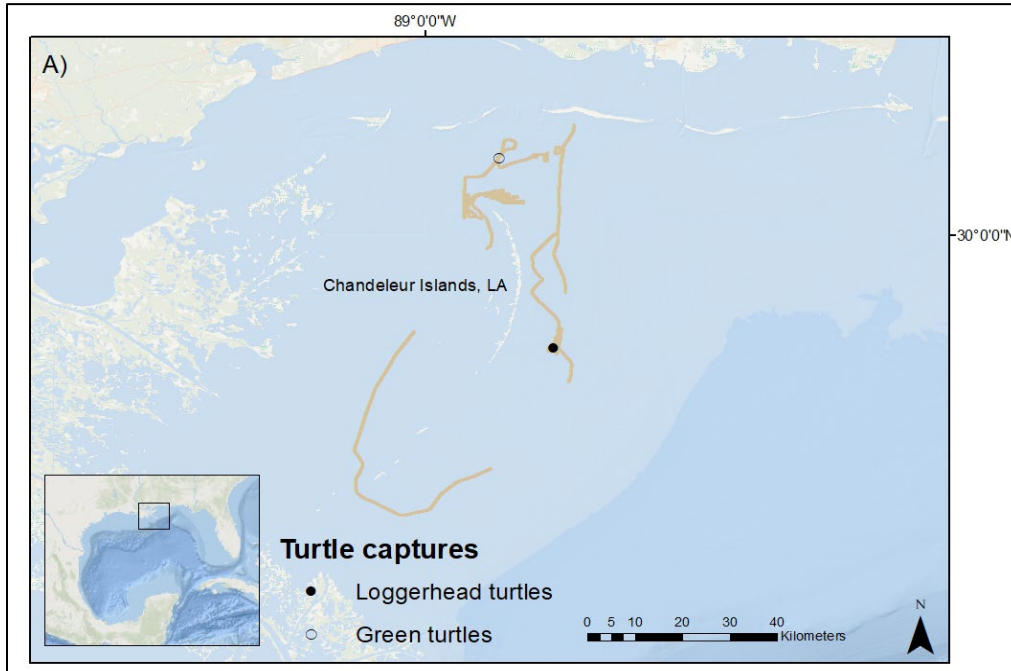 89°0'0"W
A)
30°0'0"N
Chandeleur Islands, LA
Turtle captures
Loggerhead turtles
Green turtles
0 5 10 20 30 40
Kilometers
N